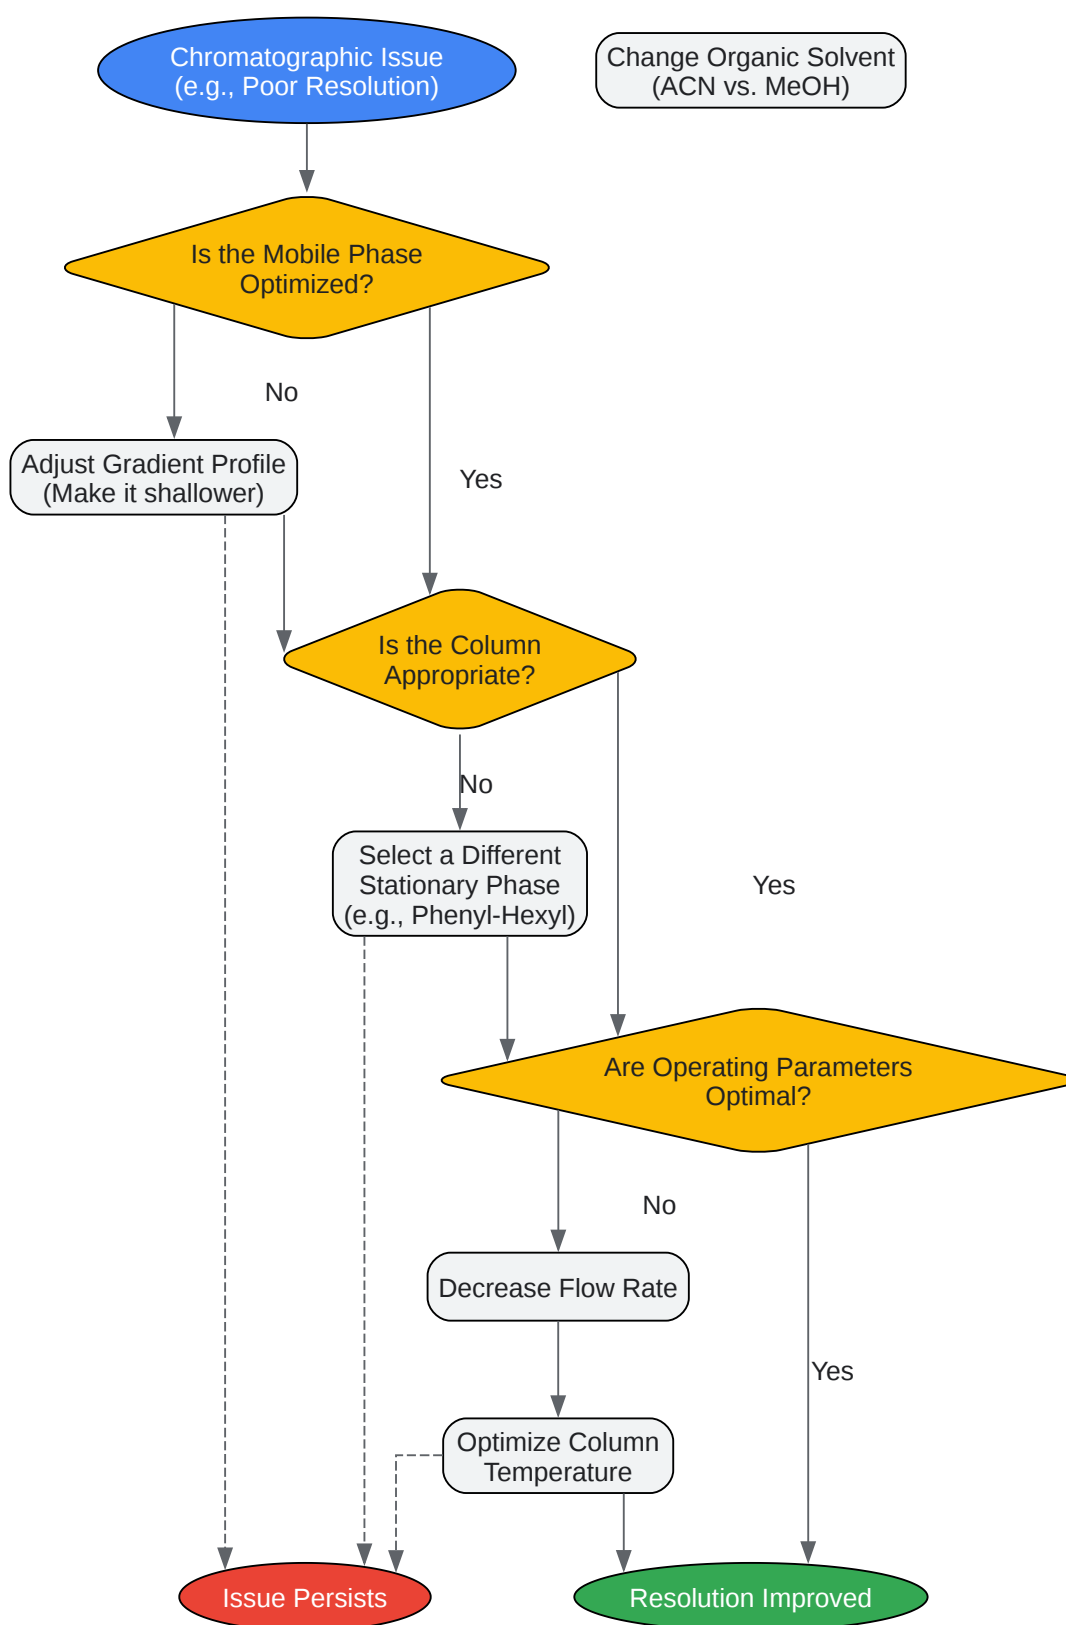 Chromatographic Issue
(e.g., Poor Resolution)
Change Organic Solvent
(ACN vs. MeOH)
Is the Mobile Phase
Optimized?
No
Adjust Gradient Profile
(Make it shallower)
Yes
Is the Column
Appropriate?
No
Select a Different
Stationary Phase
(e.g., Phenyl-Hexyl)
Yes
Are Operating Parameters
Optimal?
No
Decrease Flow Rate
Yes
Optimize Column
Temperature
Issue Persists
Resolution Improved